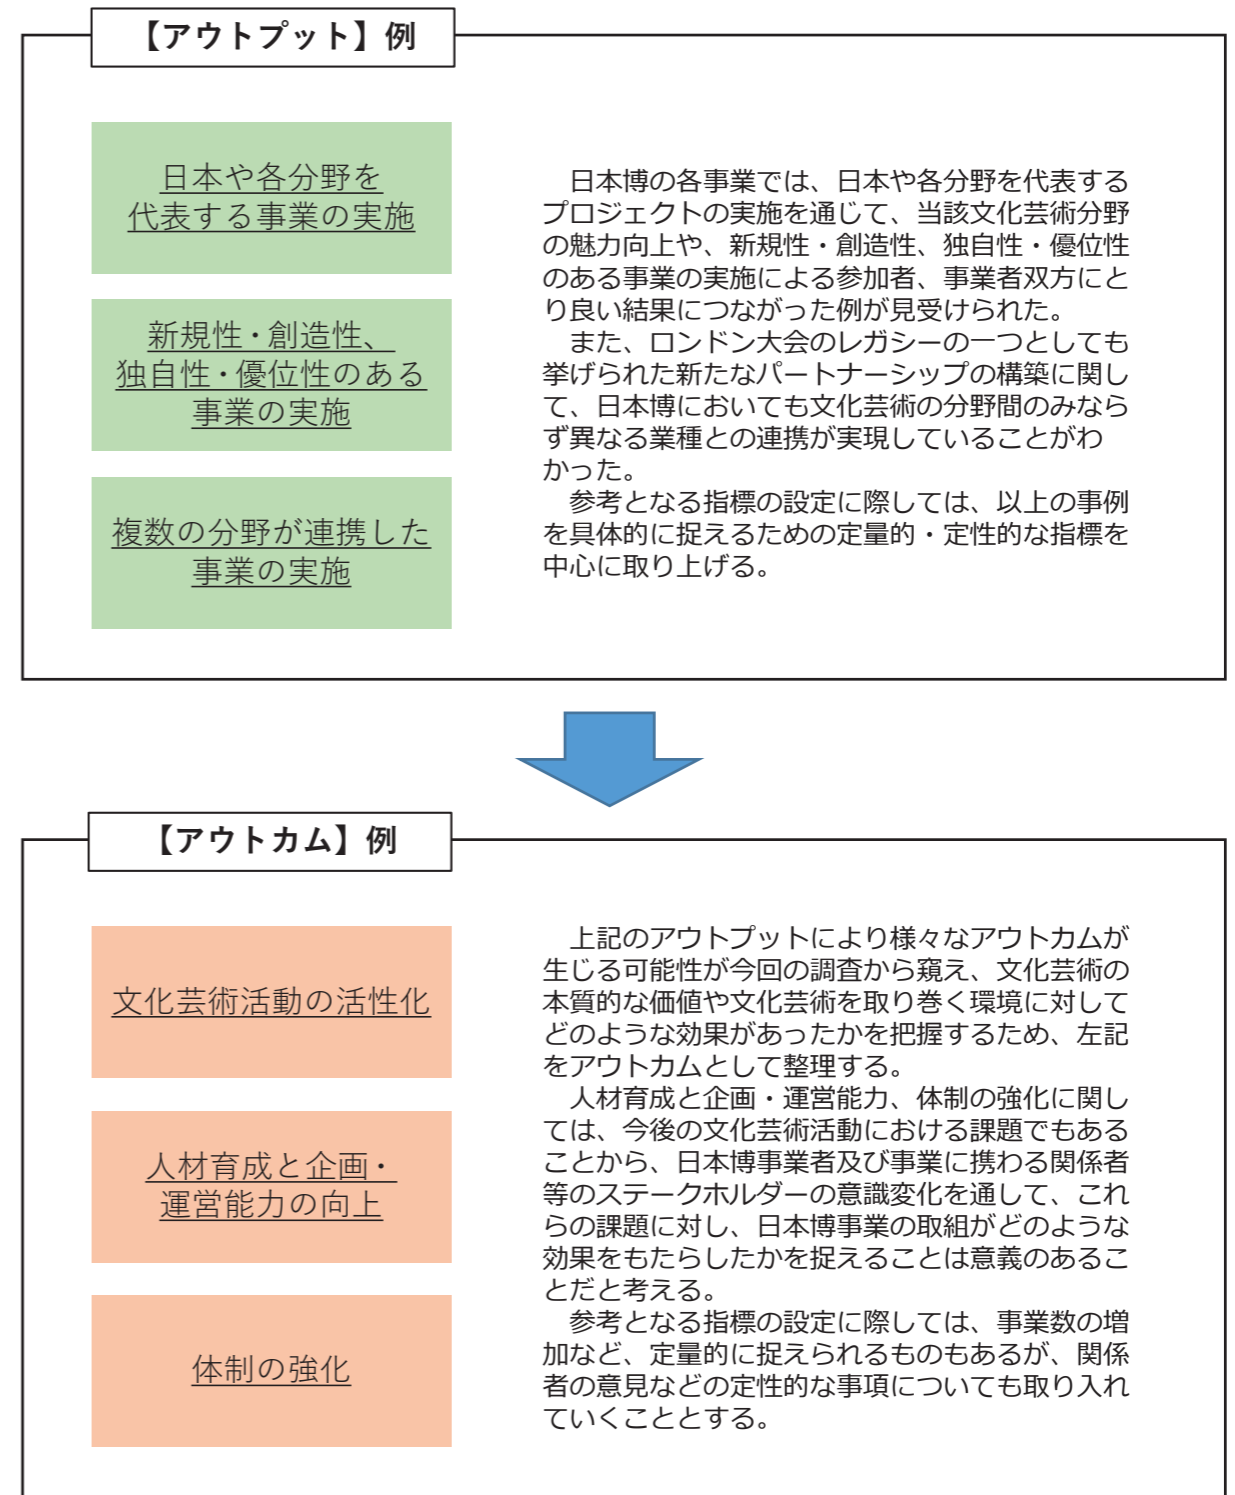 【アウトプット】例
日本や各分野を
代表する事業の実施
新規性・創造性、
独自性・優位性のある
事業の実施
複数の分野が連携した
事業の実施
日本博の各事業では、日本や各分野を代表する
プロジェクトの実施を通じて、当該文化芸術分野
の魅力向上や、新規性・創造性、独自性・優位性
のある事業の実施による参加者、事業者双方にと
り良い結果につながった例が見受けられた。
また、ロンドン大会のレガシーの一つとしても
挙げられた新たなパートナーシップの構築に関し
て、日本博においても文化芸術の分野間のみなら
ず異なる業種との連携が実現していることがわ
かった。
参考となる指標の設定に際しては、以上の事例
を具体的に捉えるための定量的・定性的な指標を
中心に取り上げる。
【アウトカム】例
文化芸術活動の活性化
人材育成と企画・
運営能力の向上
体制の強化
上記のアウトプットにより様々なアウトカムが
生じる可能性が今回の調査から窺え、文化芸術の
本質的な価値や文化芸術を取り巻く環境に対して
どのような効果があったかを把握するため、左記
をアウトカムとして整理する。
人材育成と企画・運営能力、体制の強化に関し
ては、今後の文化芸術活動における課題でもある
ことから、日本博事業者及び事業に携わる関係者
等のステークホルダーの意識変化を通して、これ
らの課題に対し、日本博事業の取組がどのような
効果をもたらしたかを捉えることは意義のあるこ
とだと考える。
参考となる指標の設定に際しては、事業数の増
加など、定量的に捉えられるものもあるが、関係
者の意見などの定性的な事項についても取り入れ
ていくこととする。